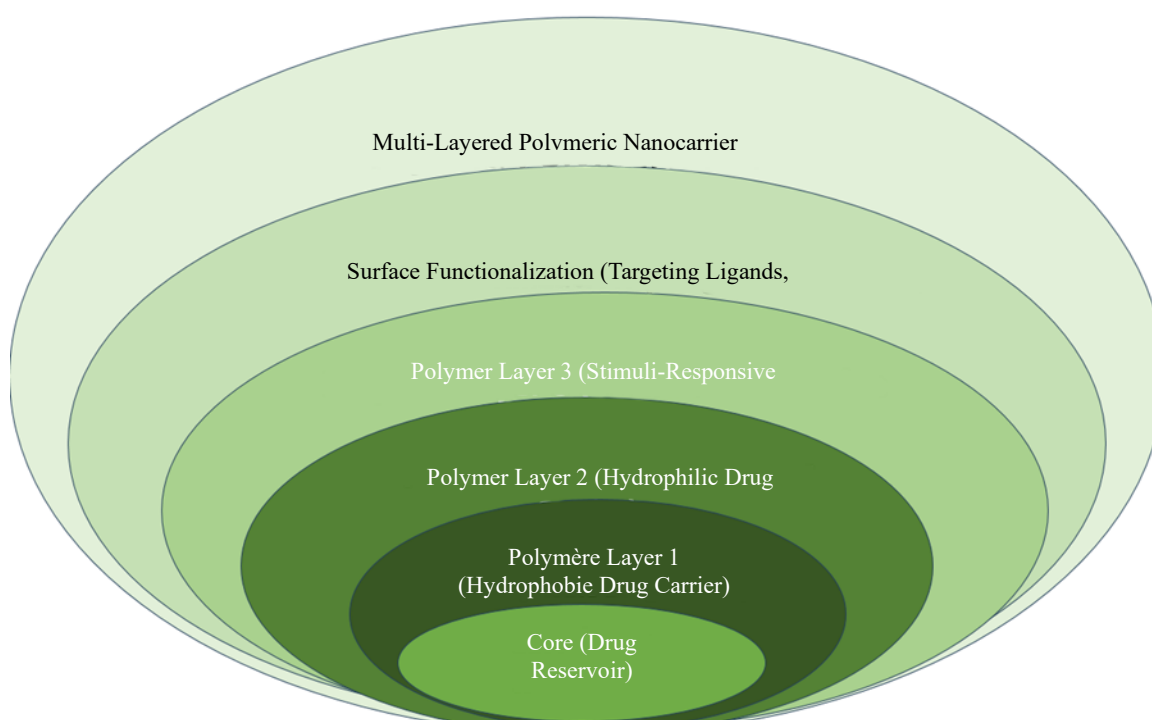 Multi-Layered Polymeric Nanocarrier
Surface Functionalization (Targeting Ligands,
Polymer Layer 3 (Stimuli-Responsive
Polymer Layer 2 (Hydrophilic Drug
Polymère Layer 1
(Hydrophobie Drug Carrier)
Core (Drug
Reservoir)